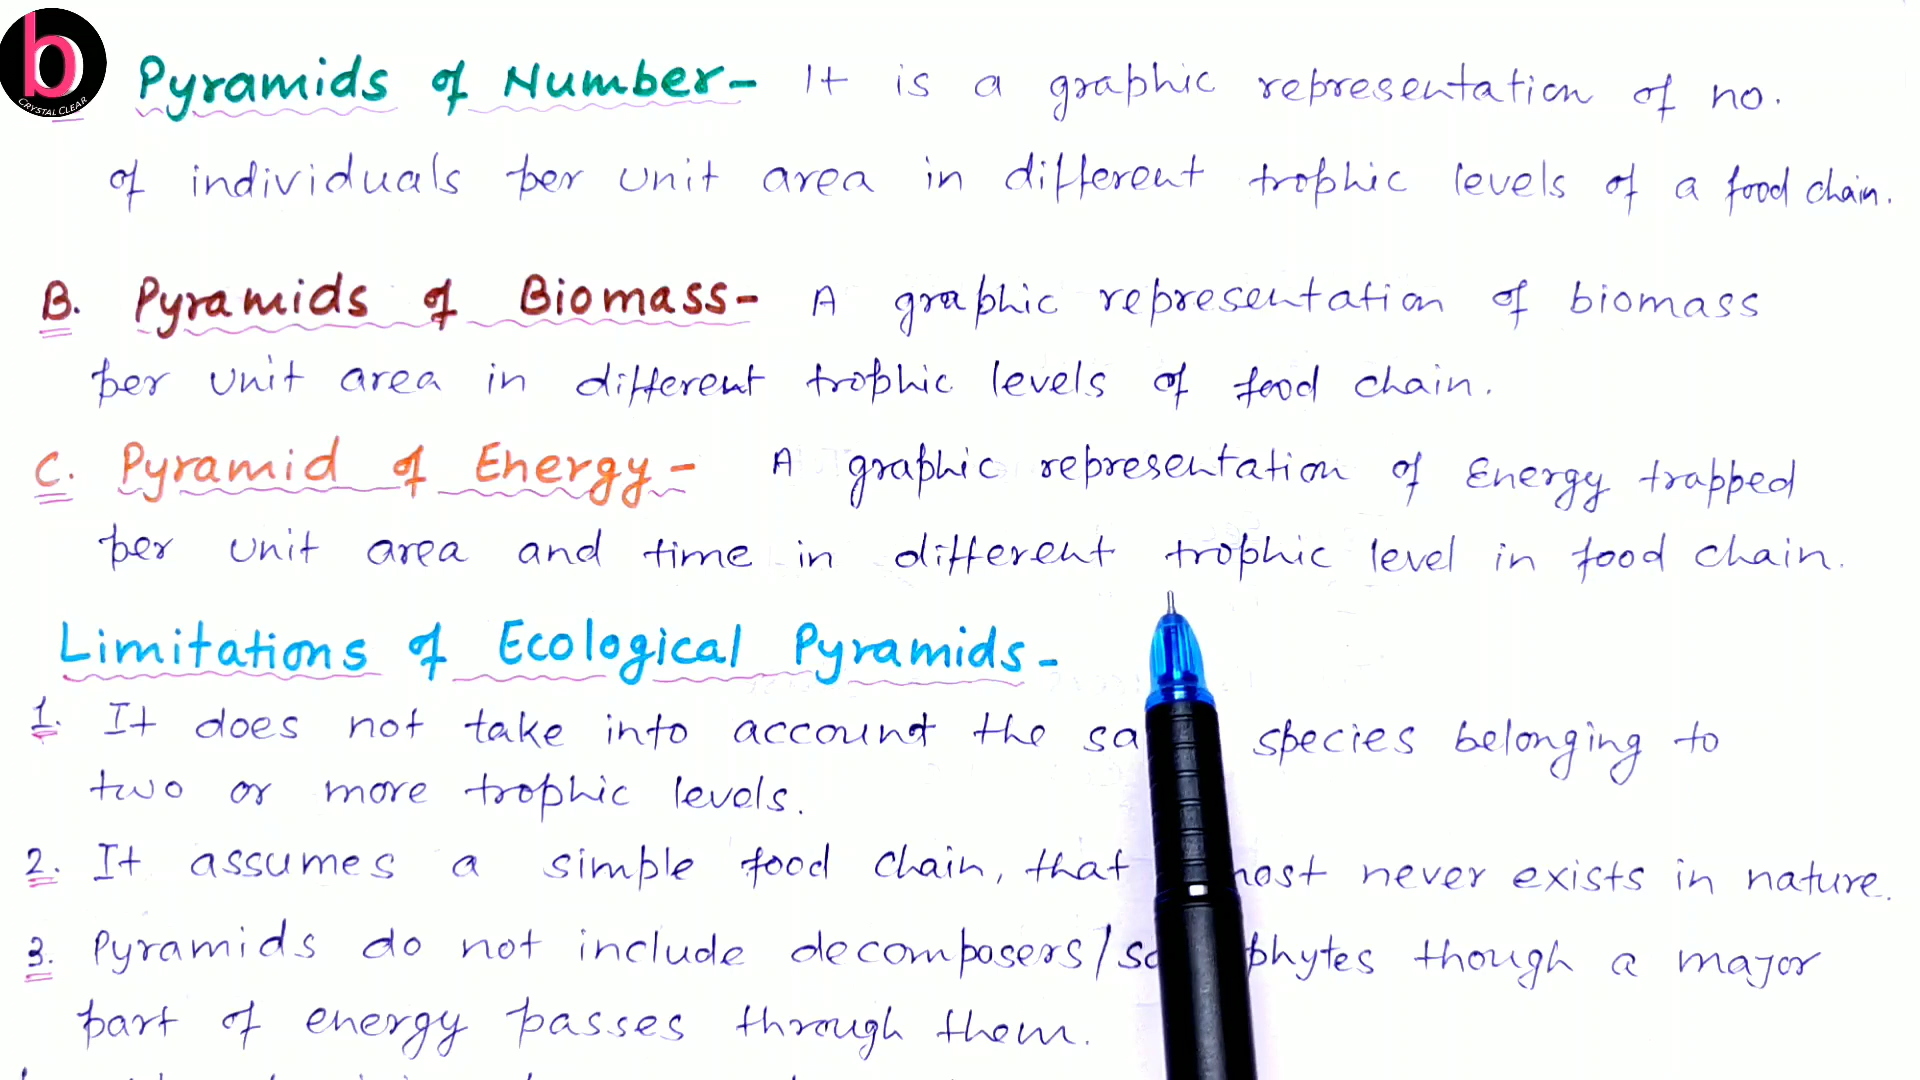 b
CRYSTAL CLEAR
Pyramids of Number- It is a graphic representation of no.
of individuals per unit area in different trophic levels of a food chain.
B. Pyramids of Biomass- A graphic representation of biomass
per unit area in different trophic levels of food chain.
C. Pyramid of Energy- A graphic representation of Energy trapped
per unit area and time in different trophic level in food chain.
Limitations of Ecological Pyramids-
1. It does not take into account the species belonging to
two or more trophic levels.
2. It assumes a simple food chain, that never exists in nature.
3. Pyramids do not include decomposers/ though a major
part of energy passes through them.